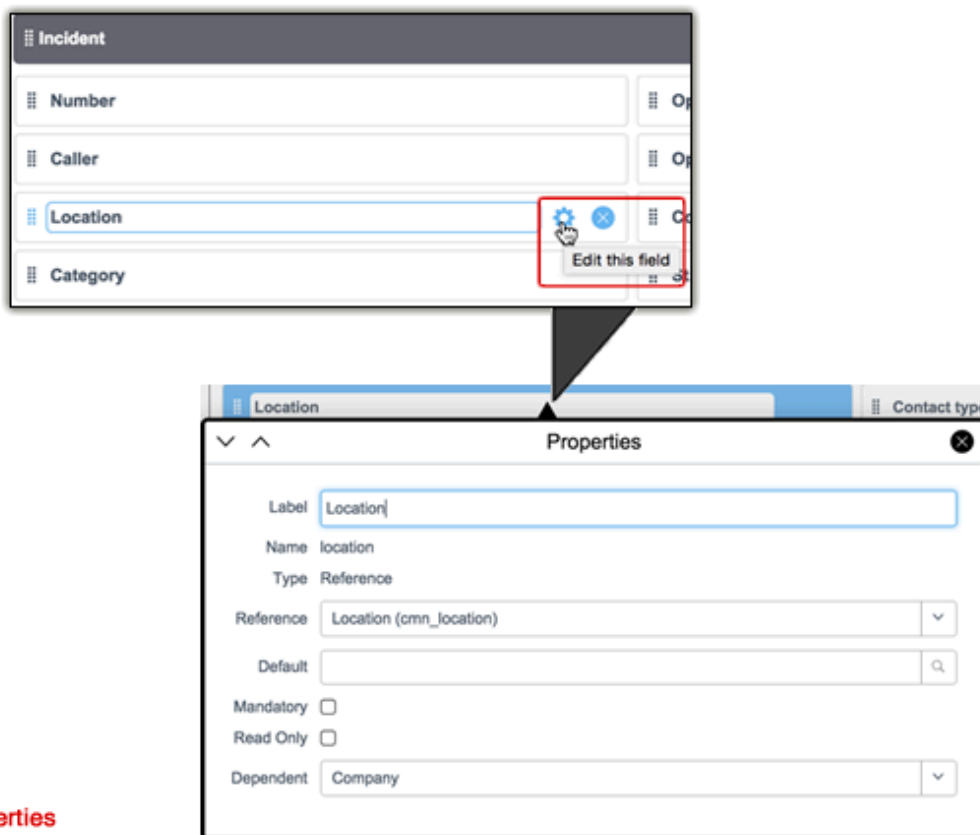 Incident
Number
Caller
Location
Edit this field
Category
Location
Contact type
Properties
Label Location
Name location
Type Reference
Reference Location (cmn_location)
Default
Mandatory
Read Only
Dependent Company